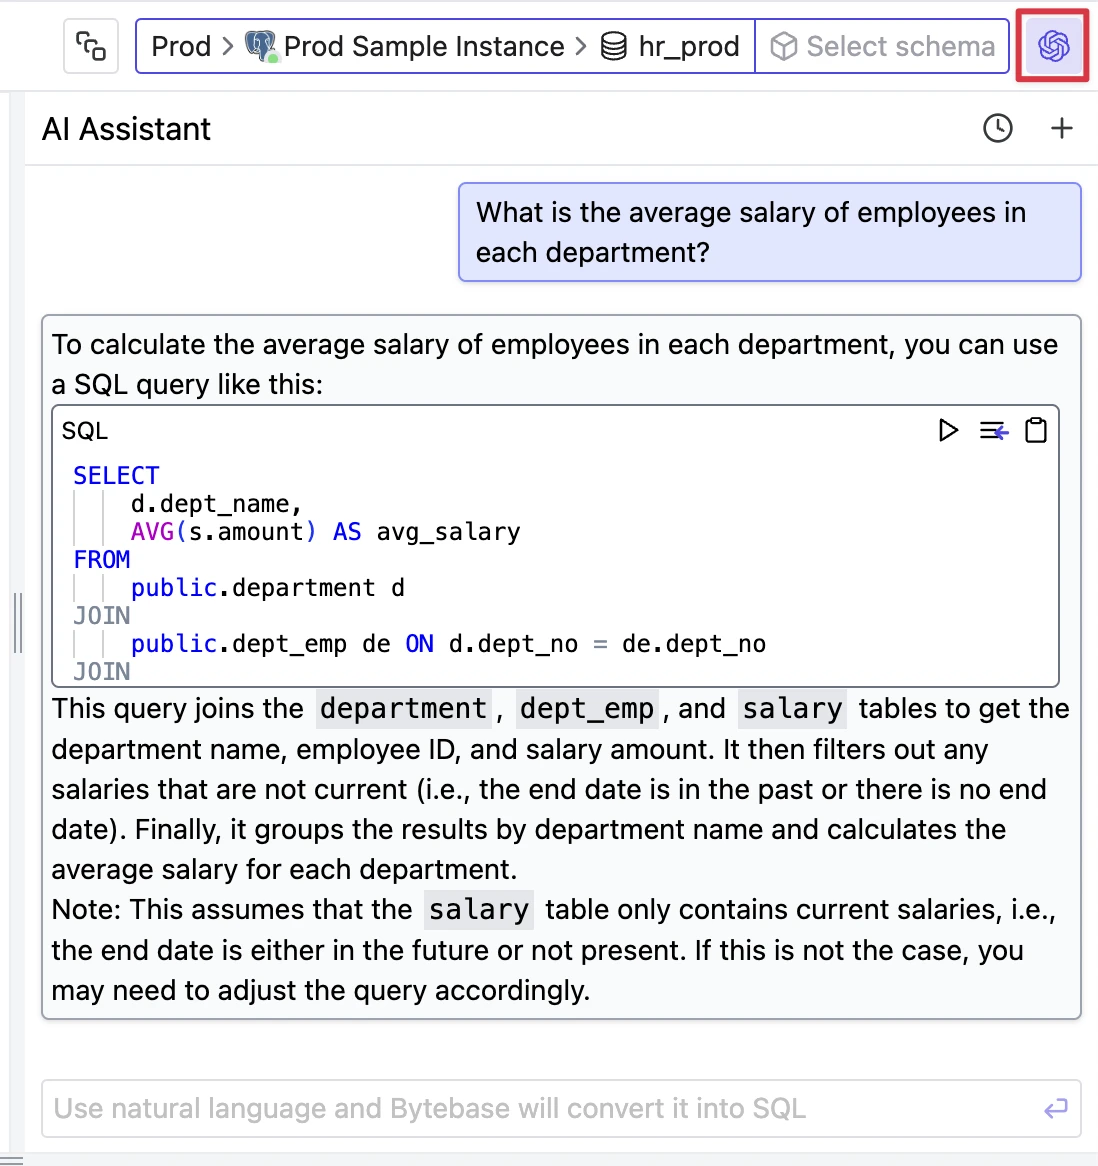 Prod > Prod Sample Instance > hr_prod Select schema
AI Assistant
What is the average salary of employees in
each department?
To calculate the average salary of employees in each department, you can use
a SQL query like this:
SQL
SELECT
d.dept_name,
AVG(s.amount) AS avg_salary
FROM
public.department d
JOIN
public.dept_emp de ON d.dept_no = de.dept_no
JOIN
This query joins the department, dept_emp, and salary tables to get the
department name, employee ID, and salary amount. It then filters out any
salaries that are not current (i.e., the end date is in the past or there is no end
date). Finally, it groups the results by department name and calculates the
average salary for each department.
Note: This assumes that the salary table only contains current salaries, i.e.,
the end date is either in the future or not present. If this is not the case, you
may need to adjust the query accordingly.
Use natural language and Bytebase will convert it into SQL